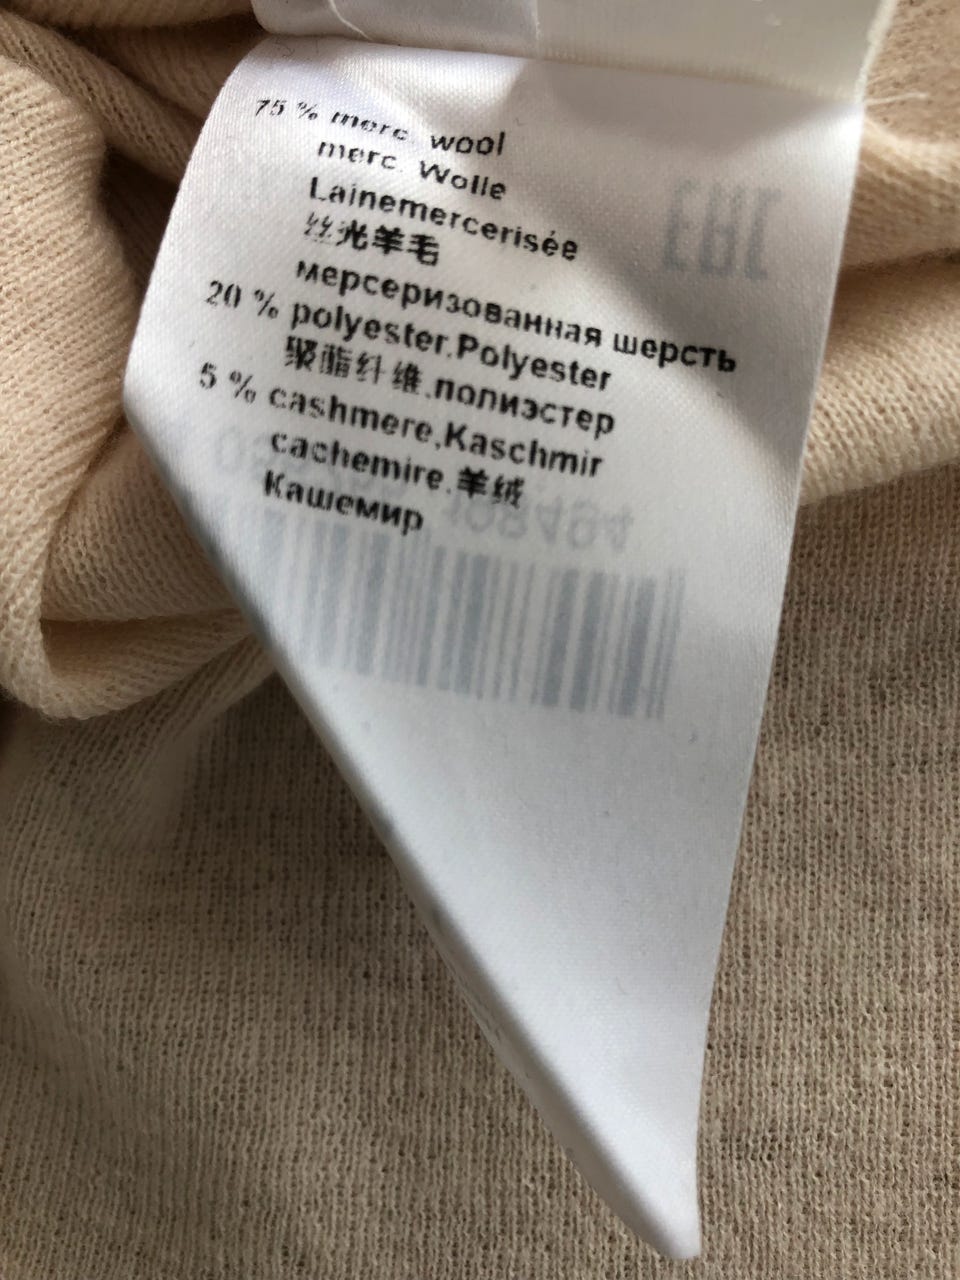 75 % merc. wool
merc. Wolle
Lainemercerisée
丝光羊毛
мерсеризованная шерсть
20 % polyester,Polyester
聚酯纤维,полиэстер
5 % cashmere,Kaschmir
cachemire,羊绒
Кашемир